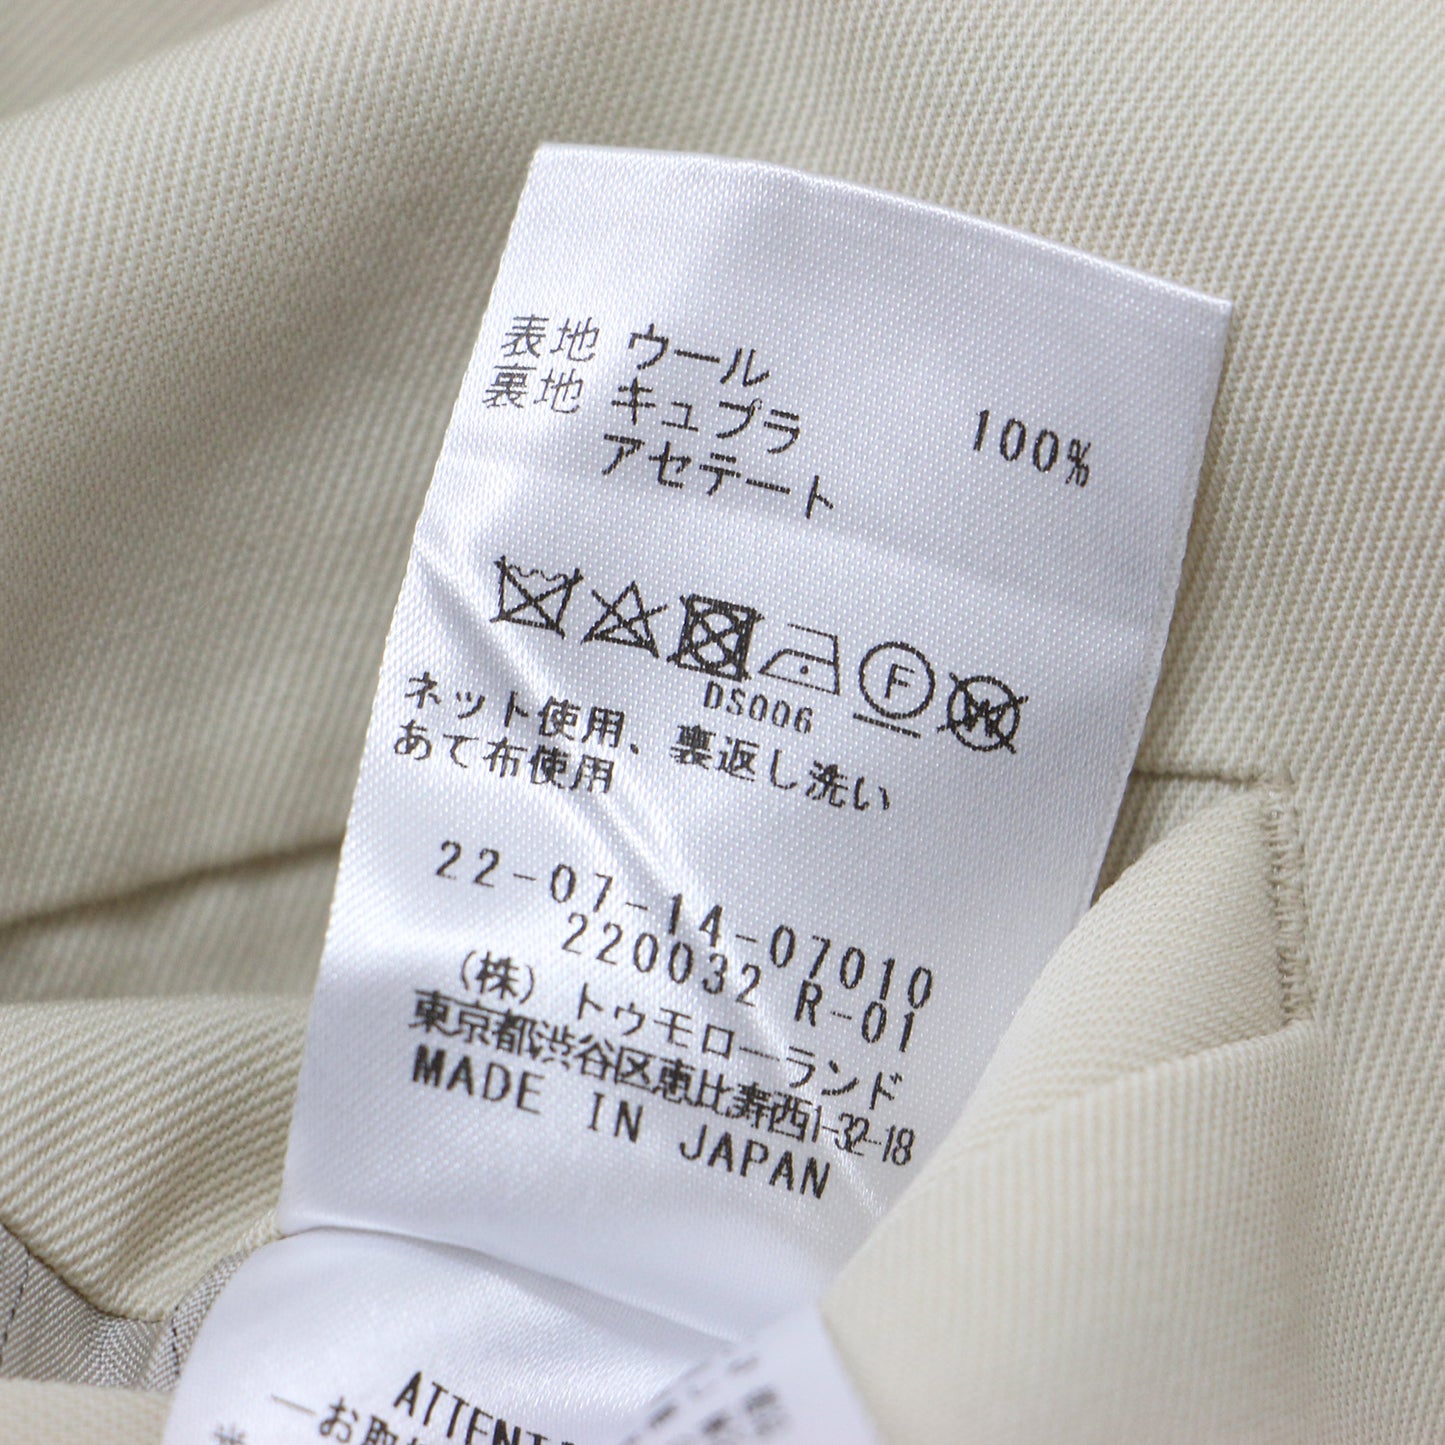 表地 ウール 100%
裏地 キュプラ
アセテート
F W
DS006
ネット使用、裏返し洗い
あて布使用
22-07-14-07010
220032 R-01
(株) トゥモローランド
東京都渋谷区恵比寿西1-32-18
MADE IN JAPAN
ATTENT
―お取